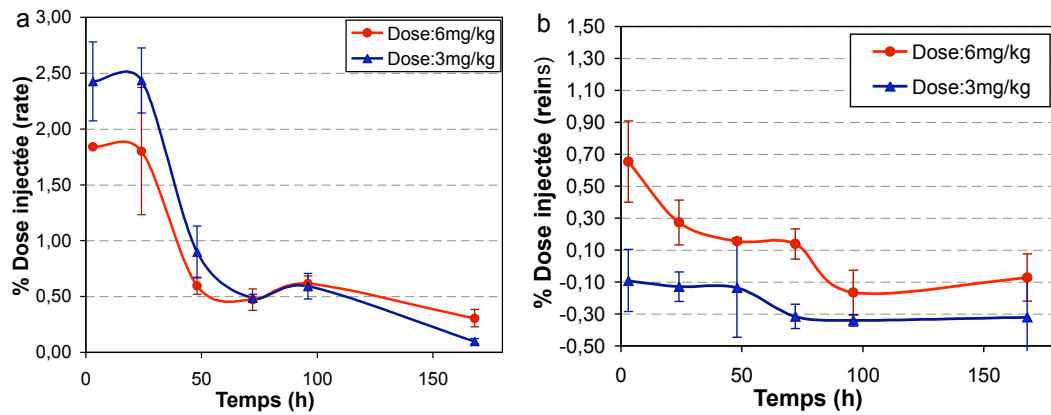 a
3,00
2,50
2,00
1,50
1,00
0,50
0,00
% Dose injectée (rate)
Dose:6mg/kg
Dose:3mg/kg
0 50 100 150
Temps (h)
b
1,50
1,30
1,10
0,90
0,70
0,50
0,30
0,10
-0,10
-0,30
-0,50
% Dose injectée (reins)
Dose:6mg/kg
Dose:3mg/kg
0 50 100 150
Temps (h)